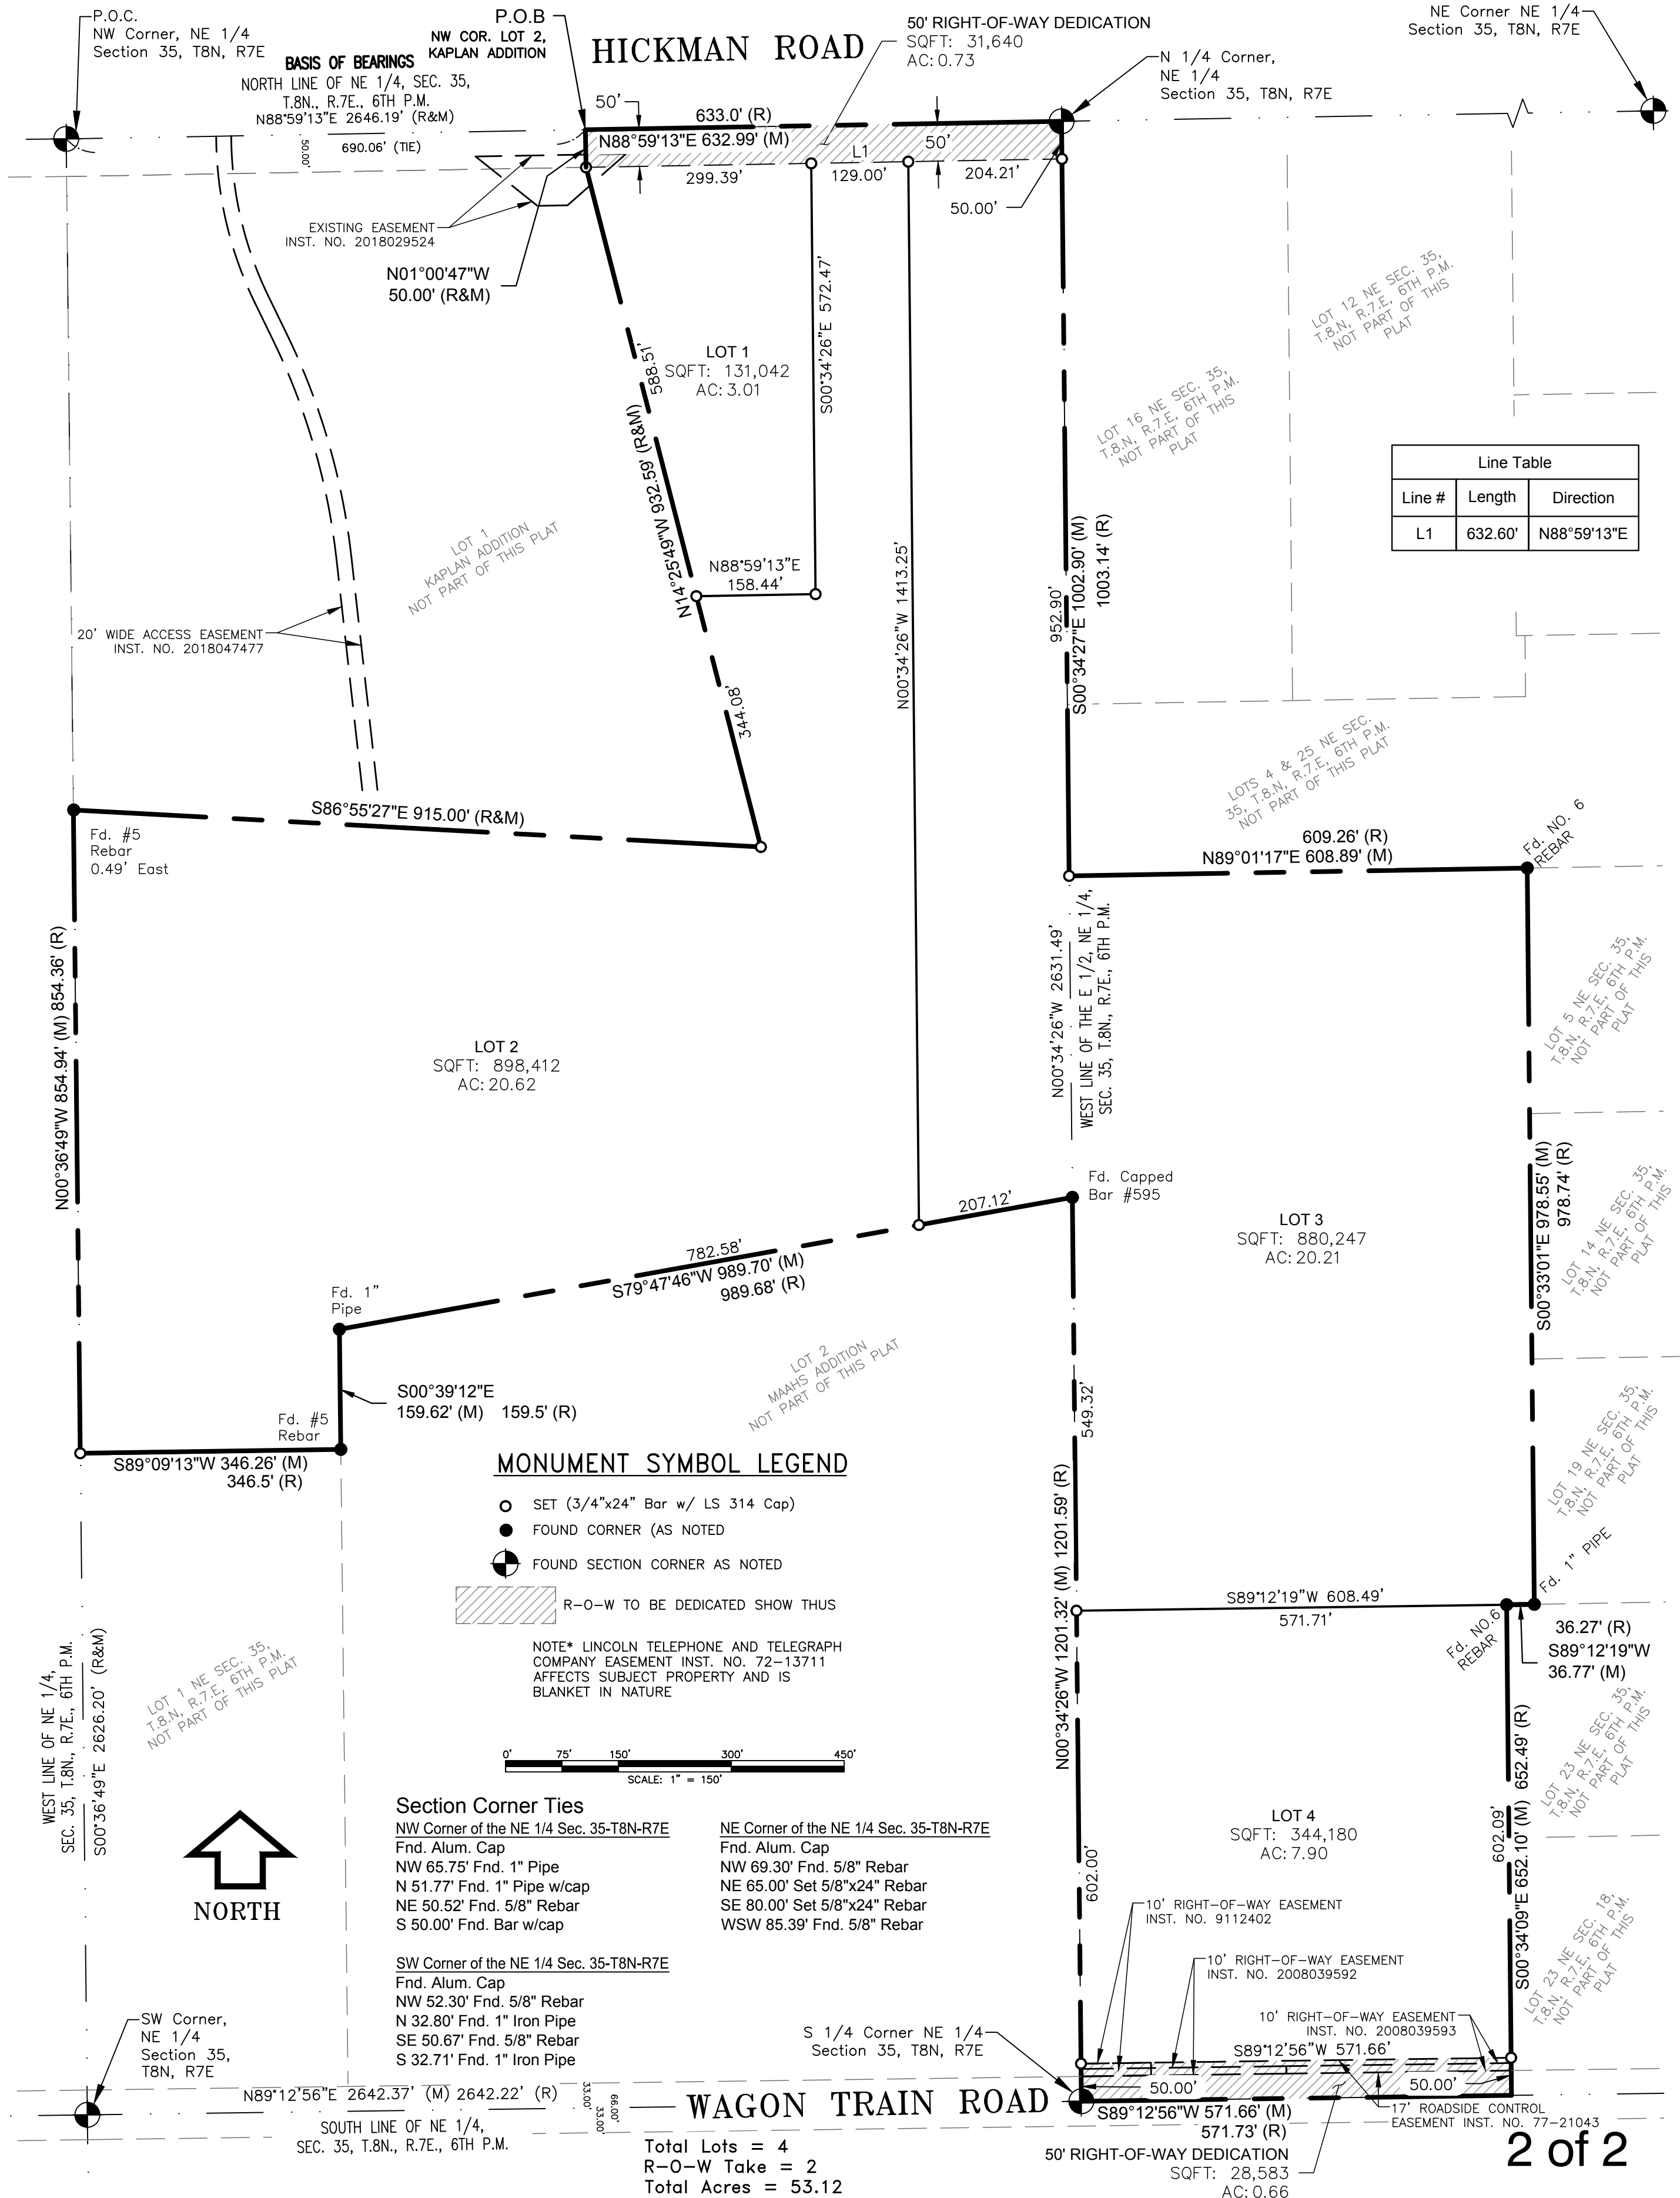 P.O.C.
NW Corner, NE 1/4
Section 35, T8N, R7E
BASIS OF BEARINGS
NORTH LINE OF NE 1/4, SEC. 35,
T.8N., R.7E., 6TH P.M.
N88°59'13"E 2646.19' (R&M)
50.00'
690.06' (TIE)
P.O.B
NW COR. LOT 2,
KAPLAN ADDITION
HICKMAN ROAD
50' RIGHT-OF-WAY DEDICATION
SQFT: 31,640
AC: 0.73
N 1/4 Corner,
NE 1/4
Section 35, T8N, R7E
NE Corner NE 1/4
Section 35, T8N, R7E
50'
633.0' (R)
N88°59'13"E 632.99' (M)
L1
50'
299.39'
129.00'
204.21'
50.00'
EXISTING EASEMENT
INST. NO. 2018029524
N01°00'47"W
50.00' (R&M)
LOT 1
SQFT: 131,042
AC: 3.01
588.51'
N14°25'49"W 932.59' (R&M)
344.08'
S00°34'26"E 572.47'
N88°59'13"E
158.44'
N00°34'26"W 1413.25'
952.90'
S00°34'27"E 1002.90' (M)
1003.14' (R)
LOT 12 NE SEC. 35,
T.8.N, R.7.E, 6TH P.M.
NOT PART OF THIS
PLAT
LOT 16 NE SEC. 35,
T.8.N, R.7.E, 6TH P.M.
NOT PART OF THIS
PLAT
Line Table
Line # Length Direction
L1 632.60' N88°59'13"E
LOT 1
KAPLAN ADDITION
NOT PART OF THIS PLAT
20' WIDE ACCESS EASEMENT
INST. NO. 2018047477
LOTS 4 & 25 NE SEC.
35, T.8.N, R.7.E, 6TH P.M.
NOT PART OF THIS PLAT
S86°55'27"E 915.00' (R&M)
Fd. #5
Rebar
0.49' East
609.26' (R)
N89°01'17"E 608.89' (M)
Fd. NO. 6
REBAR
N00°36'49"W 854.94' (M) 854.36' (R)
N00°34'26"W 2631.49'
WEST LINE OF THE E 1/2, NE 1/4,
SEC. 35, T.8N., R.7E., 6TH P.M.
LOT 5 NE SEC. 35,
T.8.N, R.7.E, 6TH P.M.
NOT PART OF THIS
PLAT
LOT 2
SQFT: 898,412
AC: 20.62
Fd. Capped
Bar #595
207.12'
LOT 3
SQFT: 880,247
AC: 20.21
S00°33'01"E 978.55' (M)
978.74' (R)
LOT 14 NE SEC. 35,
T.8.N, R.7.E, 6TH P.M.
NOT PART OF THIS
PLAT
782.58'
S79°47'46"W 989.70' (M)
989.68' (R)
Fd. 1"
Pipe
LOT 2
MAAHS ADDITION
NOT PART OF THIS PLAT
S00°39'12"E
159.62' (M) 159.5' (R)
Fd. #5
Rebar
549.32'
S89°09'13"W 346.26' (M)
346.5' (R)
LOT 19 NE SEC. 35,
T.8.N, R.7.E, 6TH P.M.
NOT PART OF THIS
PLAT
MONUMENT SYMBOL LEGEND
SET (3/4"x24" Bar w/ LS 314 Cap)
FOUND CORNER (AS NOTED
FOUND SECTION CORNER AS NOTED
R-O-W TO BE DEDICATED SHOW THUS
NOTE* LINCOLN TELEPHONE AND TELEGRAPH
COMPANY EASEMENT INST. NO. 72-13711
AFFECTS SUBJECT PROPERTY AND IS
BLANKET IN NATURE
N00°34'26"W 1201.32' (M) 1201.59' (R)
Fd. 1" PIPE
S89°12'19"W 608.49'
571.71'
Fd. NO.6
REBAR
36.27' (R)
S89°12'19"W
36.77' (M)
WEST LINE OF NE 1/4,
SEC. 35, T.8N., R.7E., 6TH P.M.
S00°36'49"E 2626.20' (R&M)
LOT 1 NE SEC. 35,
T.8.N, R.7.E, 6TH P.M.
NOT PART OF THIS PLAT
0' 75' 150' 300' 450'
SCALE: 1" = 150'
LOT 23 NE SEC. 35,
T.8.N, R.7.E, 6TH P.M.
NOT PART OF THIS
PLAT
Section Corner Ties
NW Corner of the NE 1/4 Sec. 35-T8N-R7E
Fnd. Alum. Cap
NW 65.75' Fnd. 1" Pipe
N 51.77' Fnd. 1" Pipe w/cap
NE 50.52' Fnd. 5/8" Rebar
S 50.00' Fnd. Bar w/cap
NE Corner of the NE 1/4 Sec. 35-T8N-R7E
Fnd. Alum. Cap
NW 69.30' Fnd. 5/8" Rebar
NE 65.00' Set 5/8"x24" Rebar
SE 80.00' Set 5/8"x24" Rebar
WSW 85.39' Fnd. 5/8" Rebar
SW Corner of the NE 1/4 Sec. 35-T8N-R7E
Fnd. Alum. Cap
NW 52.30' Fnd. 5/8" Rebar
N 32.80' Fnd. 1" Iron Pipe
SE 50.67' Fnd. 5/8" Rebar
S 32.71' Fnd. 1" Iron Pipe
NORTH
LOT 4
SQFT: 344,180
AC: 7.90
602.00'
602.09'
S00°34'09"E 652.10' (M) 652.49' (R)
10' RIGHT-OF-WAY EASEMENT
INST. NO. 9112402
10' RIGHT-OF-WAY EASEMENT
INST. NO. 2008039592
10' RIGHT-OF-WAY EASEMENT
INST. NO. 2008039593
LOT 23 NE SEC. 18,
T.8.N, R.7.E, 6TH P.M.
NOT PART OF THIS
PLAT
SW Corner,
NE 1/4
Section 35,
T8N, R7E
S 1/4 Corner NE 1/4
Section 35, T8N, R7E
S89°12'56"W 571.66'
50.00'
50.00'
N89°12'56"E 2642.37' (M) 2642.22' (R)
SOUTH LINE OF NE 1/4,
SEC. 35, T.8N., R.7E., 6TH P.M.
33.00'
33.00'
66.00'
WAGON TRAIN ROAD
S89°12'56"W 571.66' (M)
571.73' (R)
17' ROADSIDE CONTROL
EASEMENT INST. NO. 77-21043
50' RIGHT-OF-WAY DEDICATION
SQFT: 28,583
AC: 0.66
Total Lots = 4
R-O-W Take = 2
Total Acres = 53.12
2 of 2